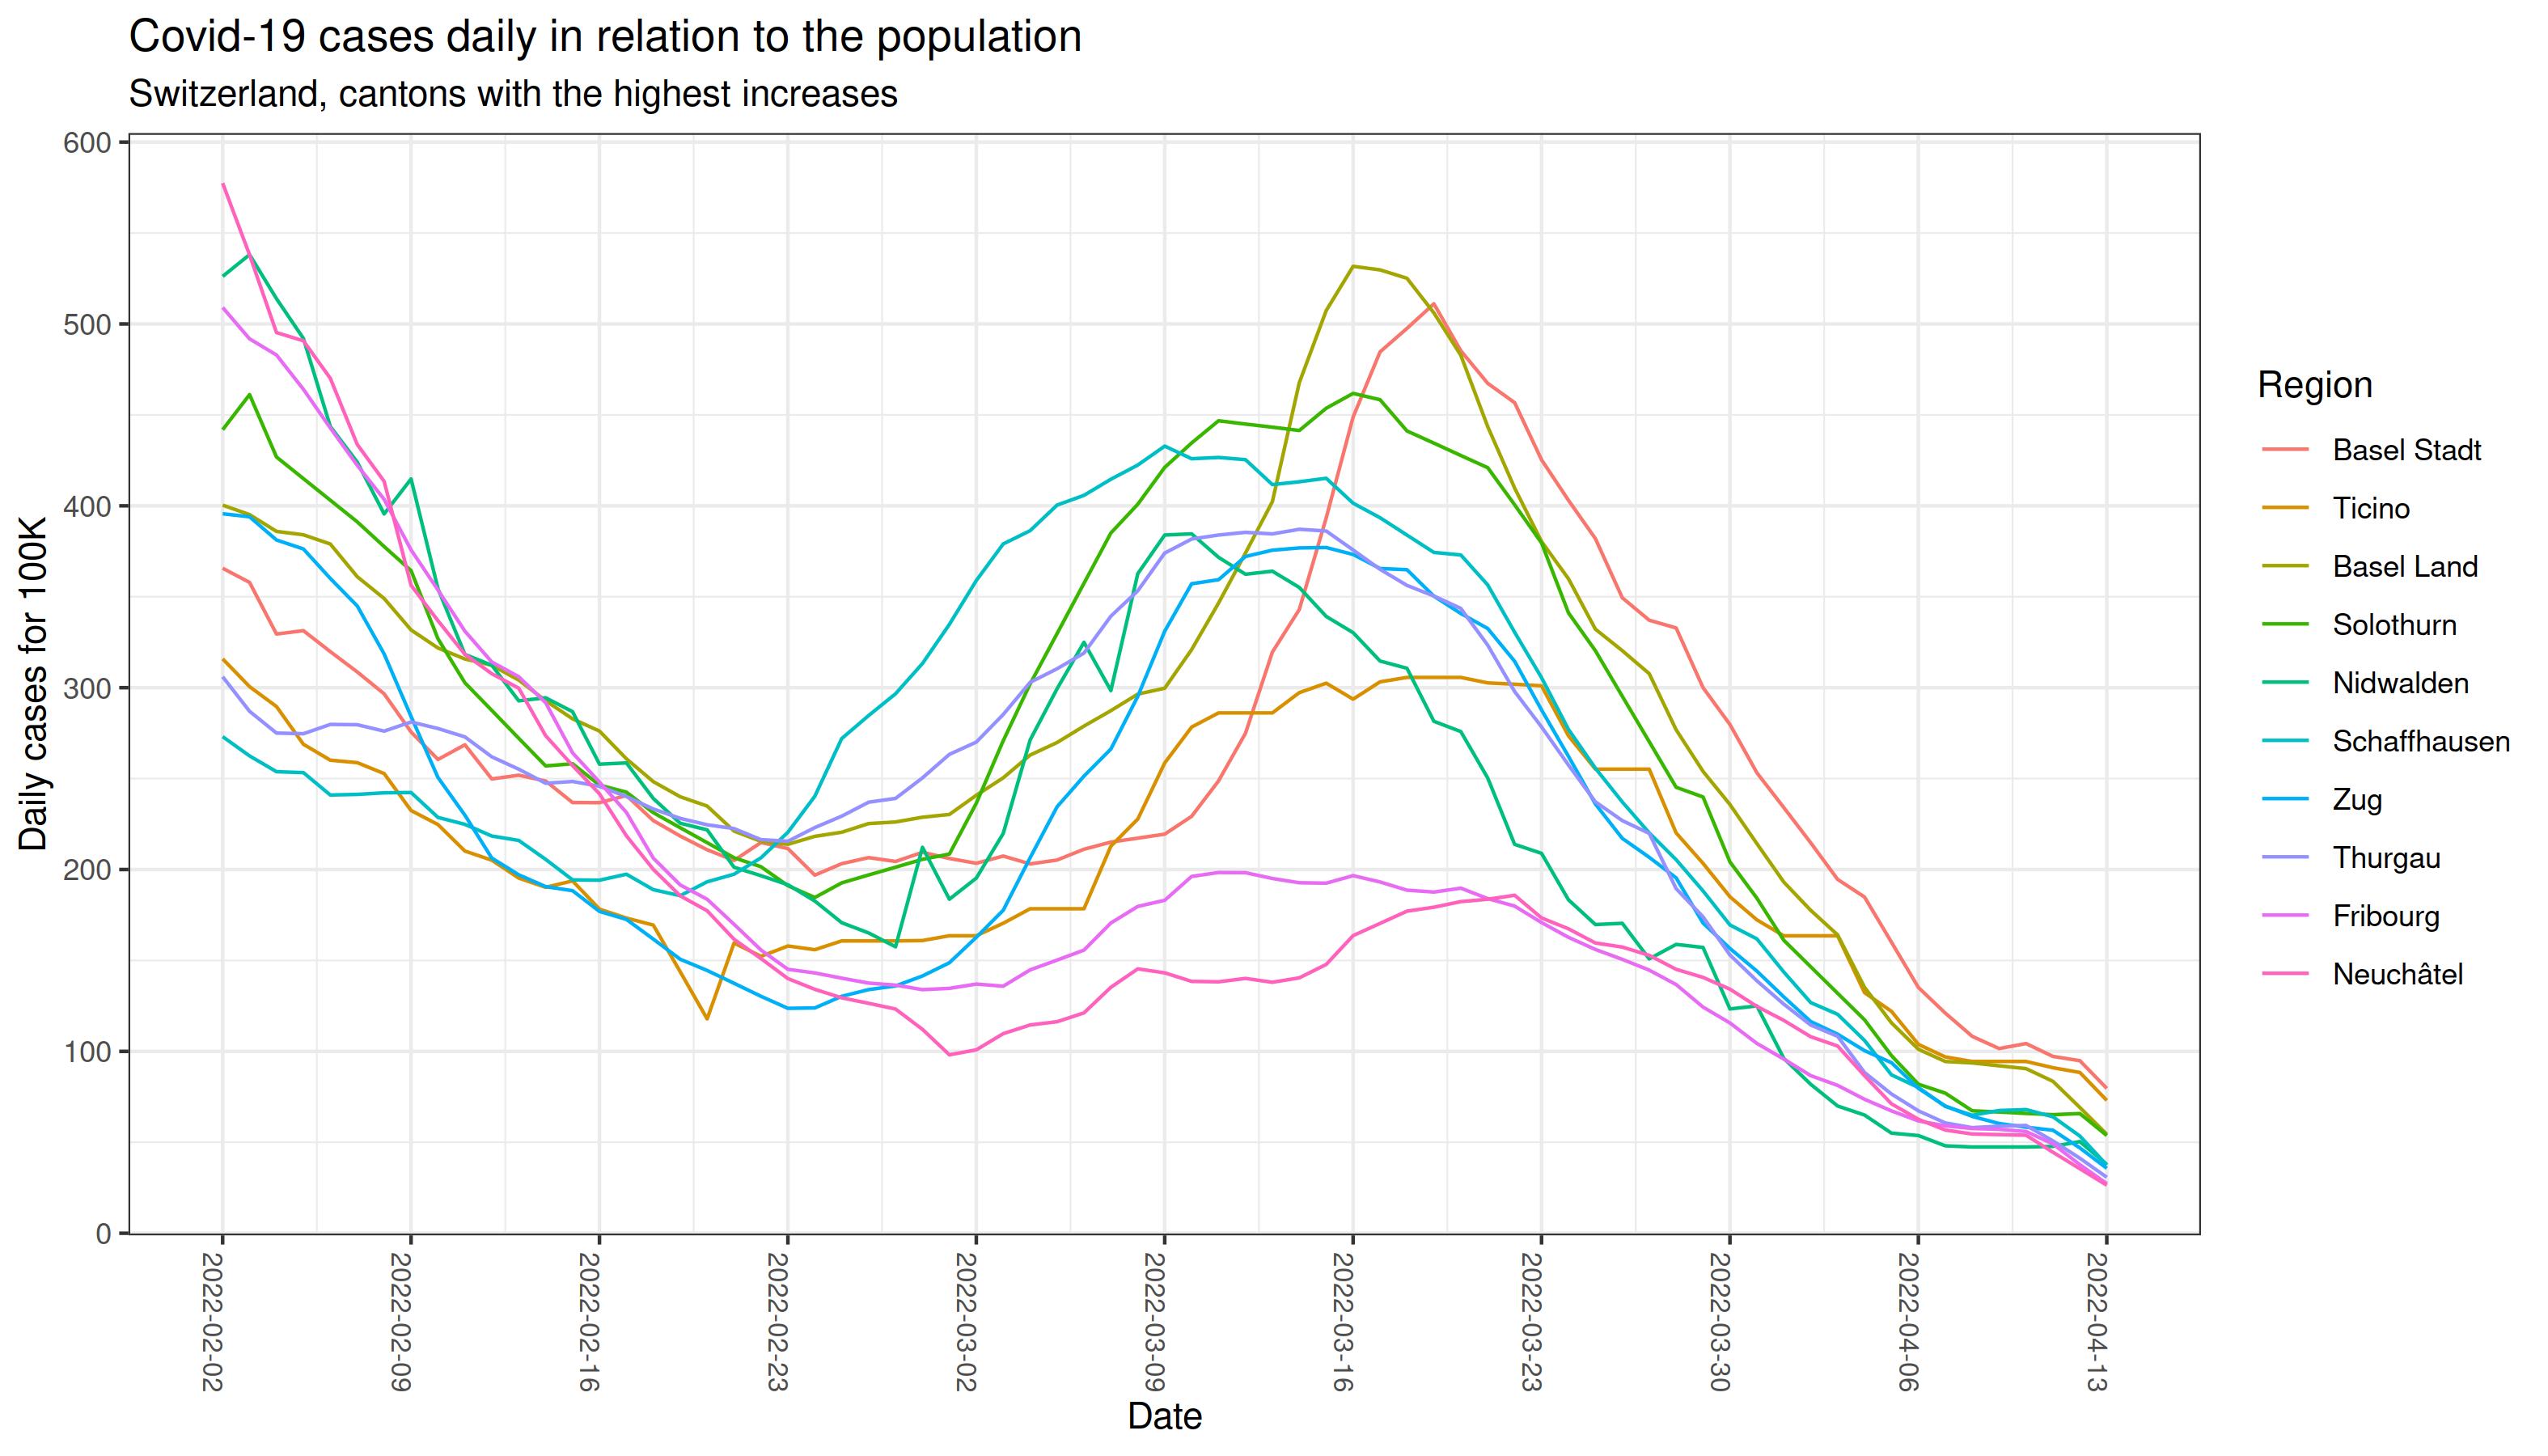 Covid-19 cases daily in relation to the population
Switzerland, cantons with the highest increases
Daily cases for 100K
600
500
400
300
200
100
0
2022-02-02
2022-02-09
2022-02-16
2022-02-23
2022-03-02
2022-03-09
2022-03-16
2022-03-23
2022-03-30
2022-04-06
2022-04-13
Date
Region
Basel Stadt
Ticino
Basel Land
Solothurn
Nidwalden
Schaffhausen
Zug
Thurgau
Fribourg
Neuchâtel